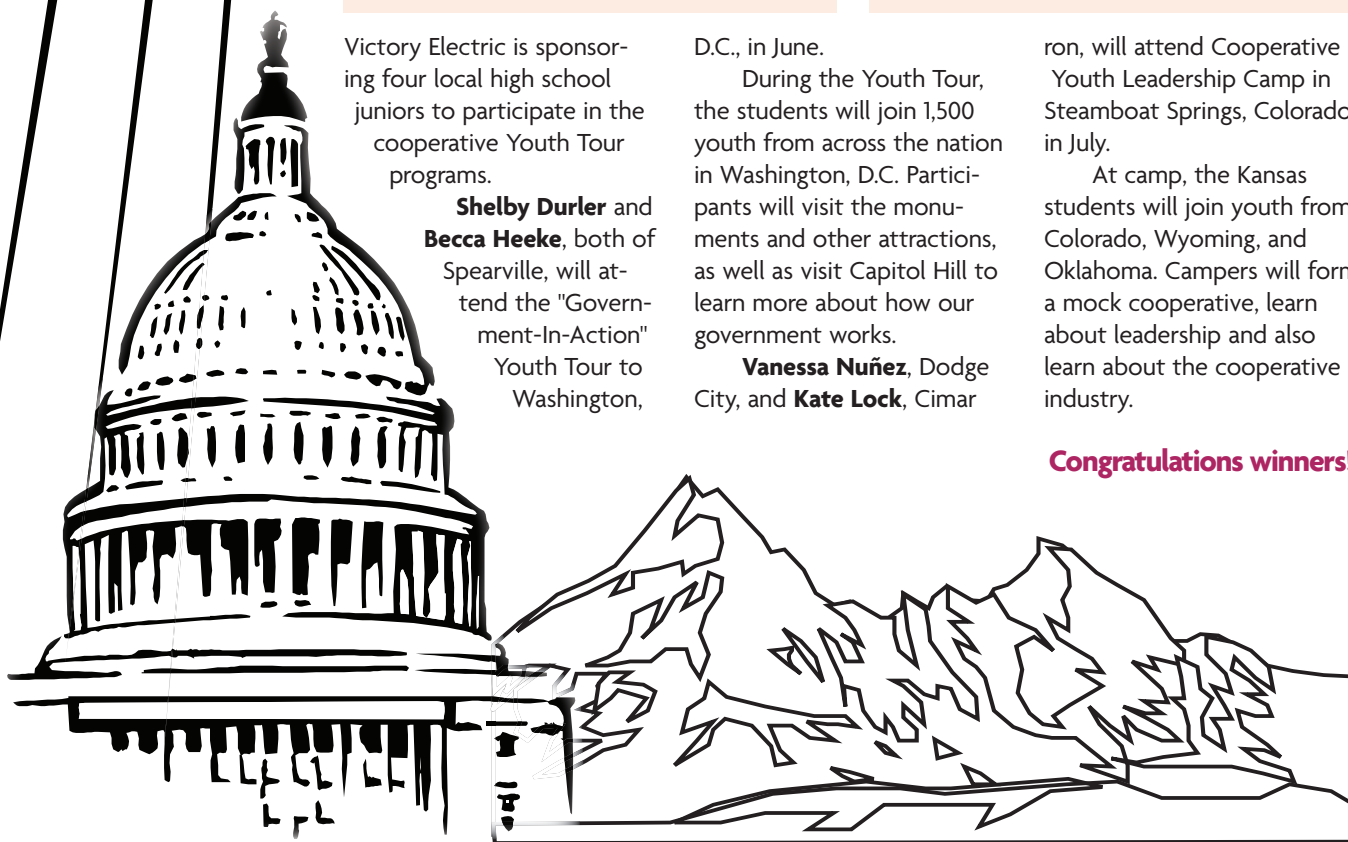 Victory Electric is sponsor-
ing four local high school
juniors to participate in the
cooperative Youth Tour
programs.
Shelby Durler and
Becca Heeke, both of
Spearville, will at-
tend the "Govern-
ment-In-Action"
Youth Tour to
Washington,
D.C., in June.
During the Youth Tour,
the students will join 1,500
youth from across the nation
in Washington, D.C. Partici-
pants will visit the monu-
ments and other attractions,
as well as visit Capitol Hill to
learn more about how our
government works.
Vanessa Nuñez, Dodge
City, and Kate Lock, Cimar
ron, will attend Cooperative
Youth Leadership Camp in
Steamboat Springs, Colorado
in July.
At camp, the Kansas
students will join youth from
Colorado, Wyoming, and
Oklahoma. Campers will form
a mock cooperative, learn
about leadership and also
learn about the cooperative
industry.
Congratulations winners!